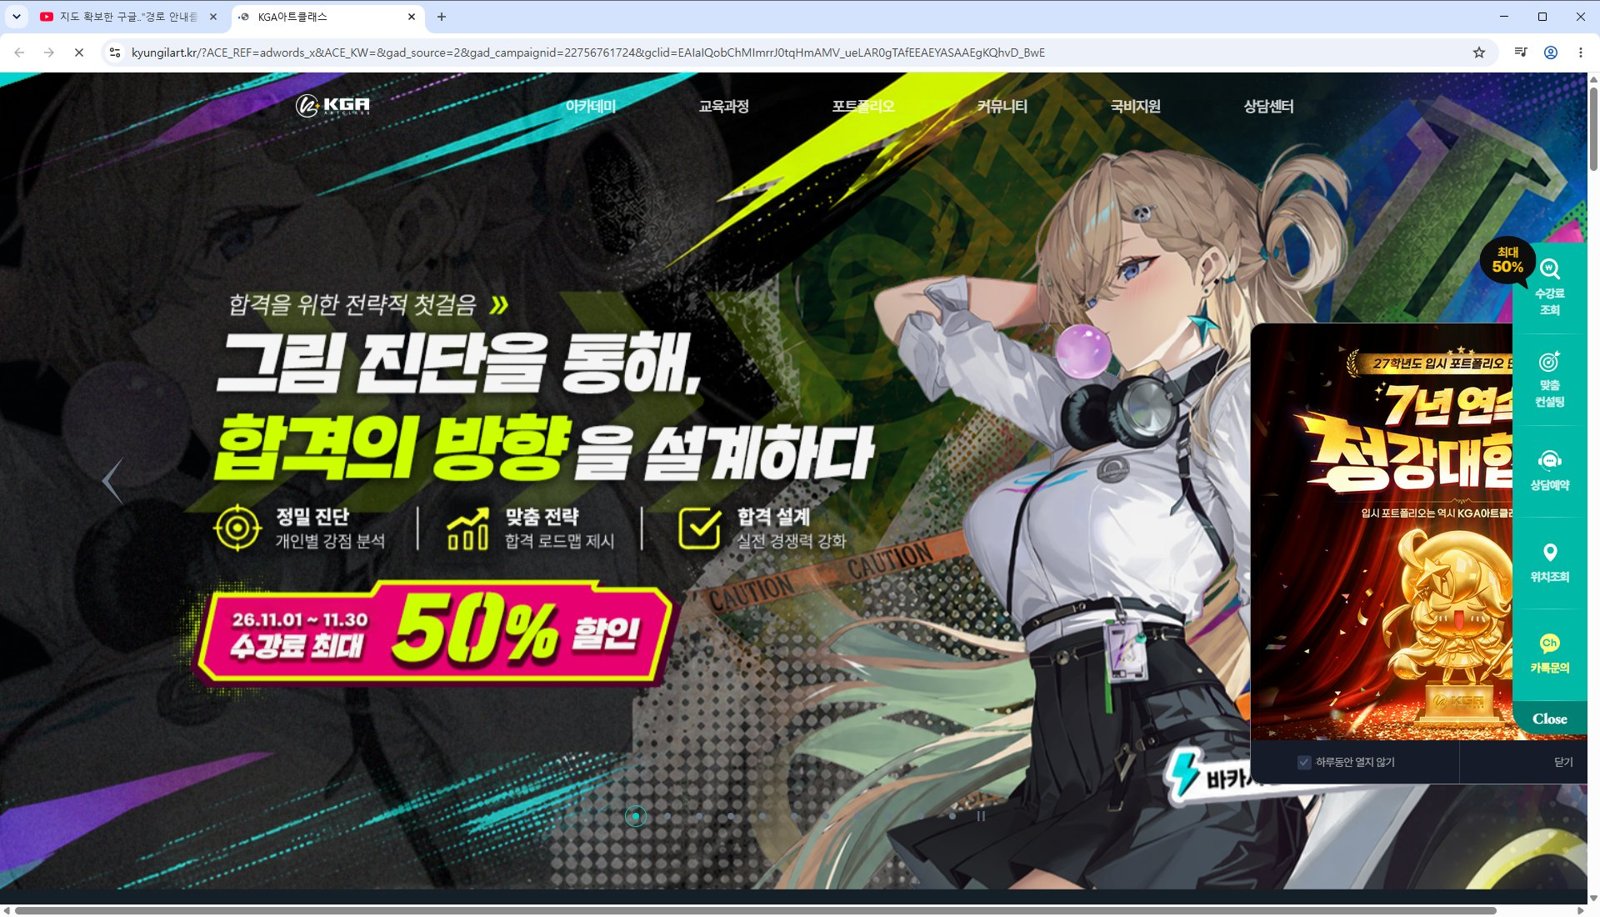 지도 확보한 구글.."경로 안내를
KGA아트클래스
kyungilart.kr/?ACE_REF=adwords_x&ACE_KW=&gad_source=2&gad_campaignid=22756761724&gclid=EAIaIQobChMImrrJ0tqHmAMV_ueLAR0gTAfEEAEYASAAEgKQhvD_BwE
KGA
아카데미
교육과정
포트폴리오
커뮤니티
국비지원
상담센터
합격을 위한 전략적 첫걸음
그림 진단을 통해,
합격의 방향을 설계하다
정밀 진단
개인별 강점 분석
맞춤 전략
합격 로드맵 제시
합격 설계
실전 경쟁력 강화
26.11.01 ~ 11.30
수강료 최대 50% 할인
CAUTION CAUTION
바카
최대
50%
수강료
조회
맞춤
컨설팅
상담예약
위치조회
Ch
카톡문의
Close
27학년도 입시 포트폴리오
7년 연속
청강대합
입시 포트폴리오는 역시 KGA아트클래
KGA
하루동안 열지 않기
닫기